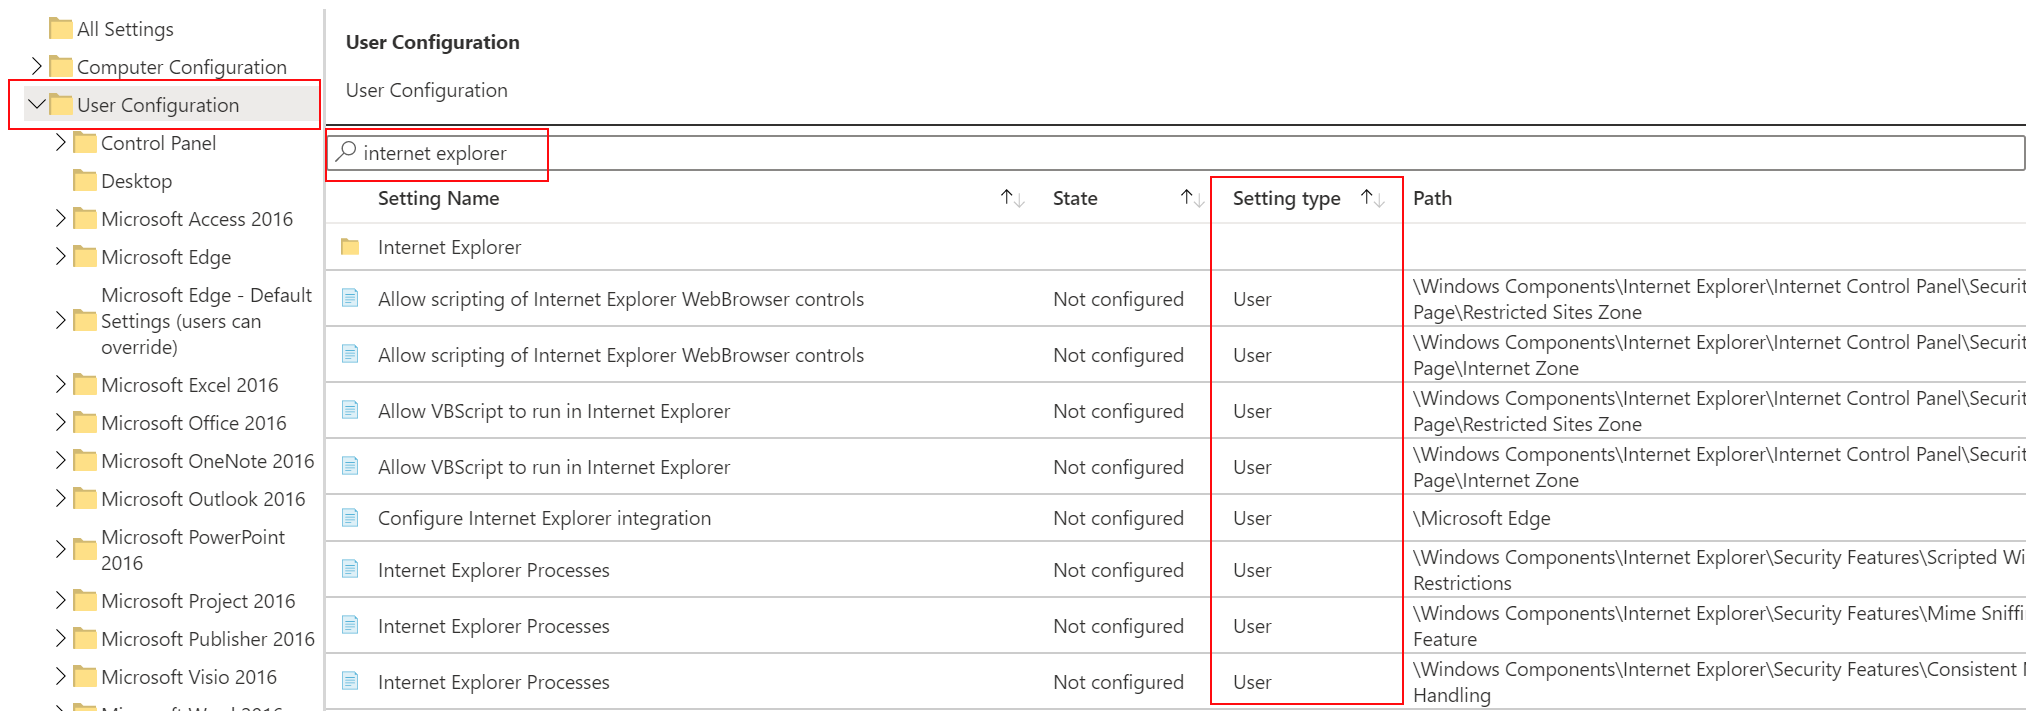 All Settings
Computer Configuration
User Configuration
Control Panel
Desktop
Microsoft Access 2016
Microsoft Edge
Microsoft Edge - Default
Settings (users can
override)
Microsoft Excel 2016
Microsoft Office 2016
Microsoft OneNote 2016
Microsoft Outlook 2016
Microsoft PowerPoint
2016
Microsoft Project 2016
Microsoft Publisher 2016
Microsoft Visio 2016
Microsoft Word 2016
User Configuration
User Configuration
internet explorer
Setting Name State Setting type Path
Internet Explorer
Allow scripting of Internet Explorer WebBrowser controls Not configured User \Windows Components\Internet Explorer\Internet Control Panel\Securit
Page\Restricted Sites Zone
Allow scripting of Internet Explorer WebBrowser controls Not configured User \Windows Components\Internet Explorer\Internet Control Panel\Securit
Page\Internet Zone
Allow VBScript to run in Internet Explorer Not configured User \Windows Components\Internet Explorer\Internet Control Panel\Securit
Page\Restricted Sites Zone
Allow VBScript to run in Internet Explorer Not configured User \Windows Components\Internet Explorer\Internet Control Panel\Securit
Page\Internet Zone
Configure Internet Explorer integration Not configured User \Microsoft Edge
Internet Explorer Processes Not configured User \Windows Components\Internet Explorer\Security Features\Scripted Wi
Restrictions
Internet Explorer Processes Not configured User \Windows Components\Internet Explorer\Security Features\Mime Sniffi
Feature
Internet Explorer Processes Not configured User \Windows Components\Internet Explorer\Security Features\Consistent
Handling